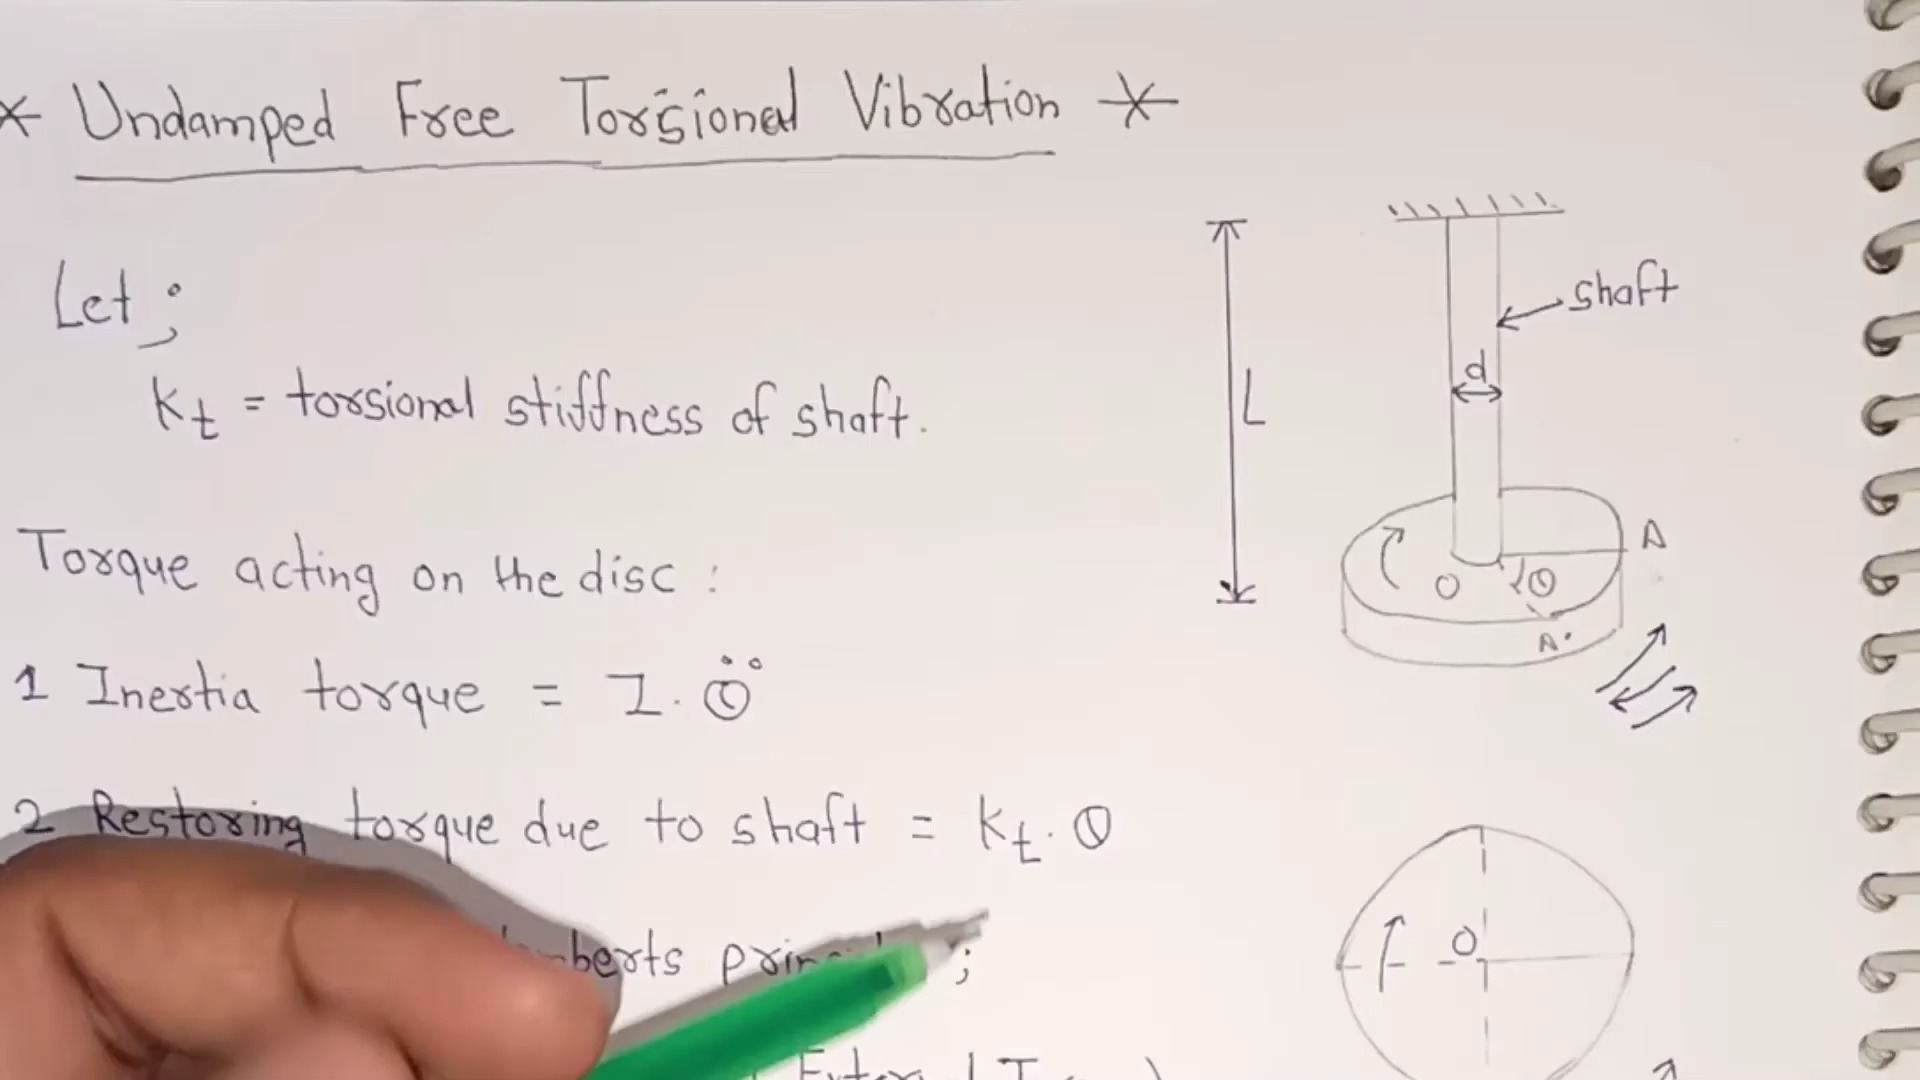 * Undamped Free Torsional Vibration *
Let ;
Kt = torsional stiffness of shaft.
Torque acting on the disc :
1 Inertia torque = I. θ̈
2 Restoring torque due to shaft = Kt. θ
;
shaft
d
L
A
O
θ
A'
O